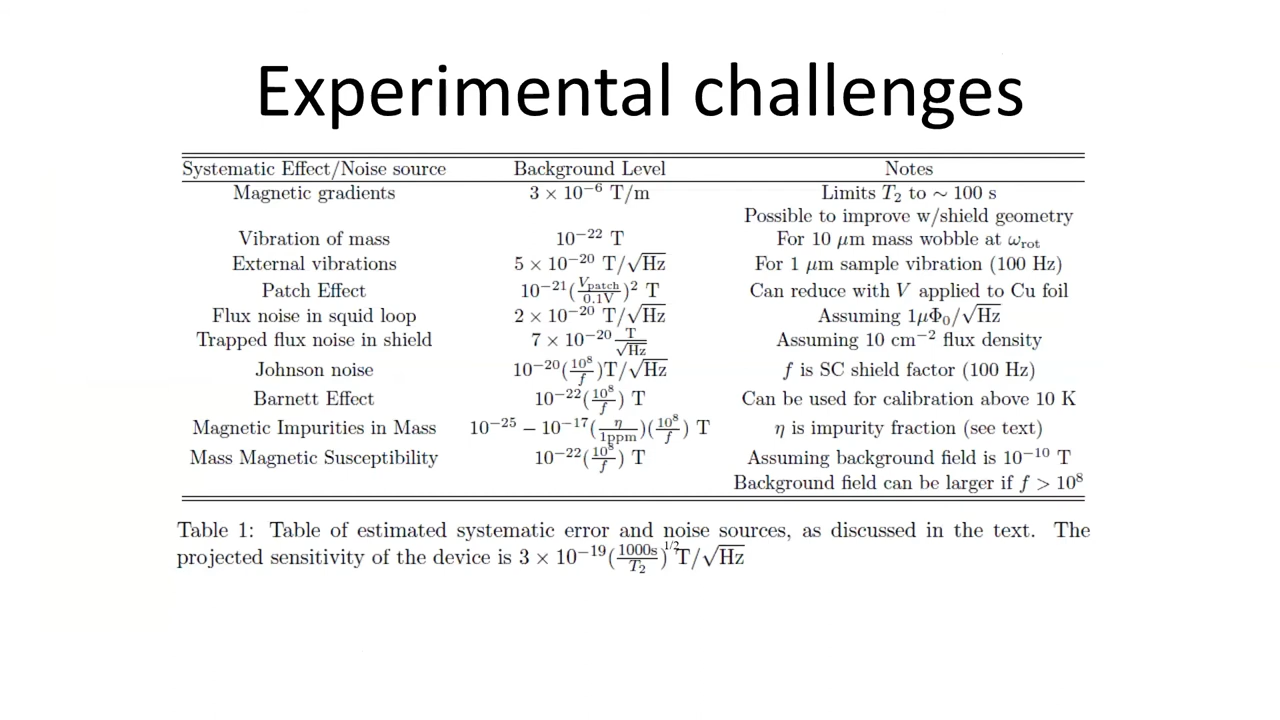 Experimental challenges
Systematic Effect/Noise source Background Level Notes
Magnetic gradients 3 × 10⁻⁶ T/m Limits T₂ to ∼ 100 s
Possible to improve w/shield geometry
Vibration of mass 10⁻²² T For 10 μm mass wobble at ω_rot
External vibrations 5 × 10⁻²⁰ T/√Hz For 1 μm sample vibration (100 Hz)
Patch Effect 10⁻²¹(V_patch/0.1V)² T Can reduce with V applied to Cu foil
Flux noise in squid loop 2 × 10⁻²⁰ T/√Hz Assuming 1μΦ₀/√Hz
Trapped flux noise in shield 7 × 10⁻²⁰ T/√Hz Assuming 10 cm⁻² flux density
Johnson noise 10⁻²⁰(10⁸/f)T/√Hz f is SC shield factor (100 Hz)
Barnett Effect 10⁻²²(10⁸/f) T Can be used for calibration above 10 K
Magnetic Impurities in Mass 10⁻²⁵ − 10⁻¹⁷(η/1ppm)(10⁸/f) T η is impurity fraction (see text)
Mass Magnetic Susceptibility 10⁻²²(10⁸/f) T Assuming background field is 10⁻¹⁰ T
Background field can be larger if f > 10⁸
Table 1: Table of estimated systematic error and noise sources, as discussed in the text. The
projected sensitivity of the device is 3 × 10⁻¹⁹(1000s/T₂)^1/2 T/√Hz